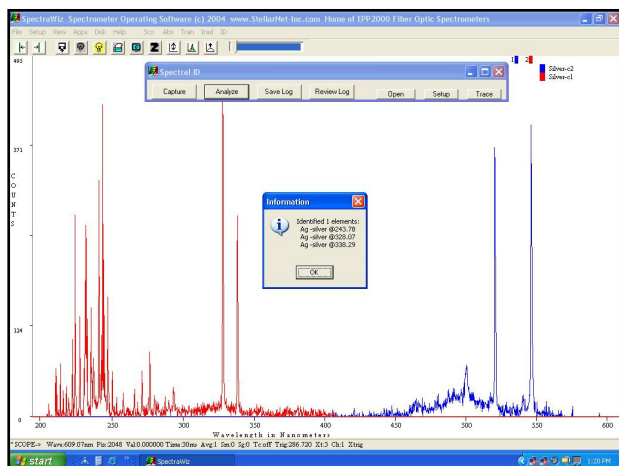 SpectraWiz Spectrometer Operating Software (c) 2004 www.StellarNet-Inc.com Home of EPP2000 Fiber Optic Spectrometers
File Setup View Apps Disk Help Sco Abs Tran Irad ID
495
1 2
Silver-c2
Silver-c1
Spectral ID
Capture Analyze Save Log Review Log Open Setup Trace
371
COUNTS
Information
Identified 1 elements:
Ag -silver @243.78
Ag -silver @328.07
Ag -silver @338.29
OK
124
0
200 250 300 350 400 450 500 550 600
Wavelength in Nanometers
*SCOPE-> Wave:609.07nm Pix:2048 Val:0.000000 Time:30ms Avg:1 Sm:0 Sg:0 Tc:off Trig:286.720 Xt:3 Ch:1 Xtrig
start
SpectraWiz
1:20 PM